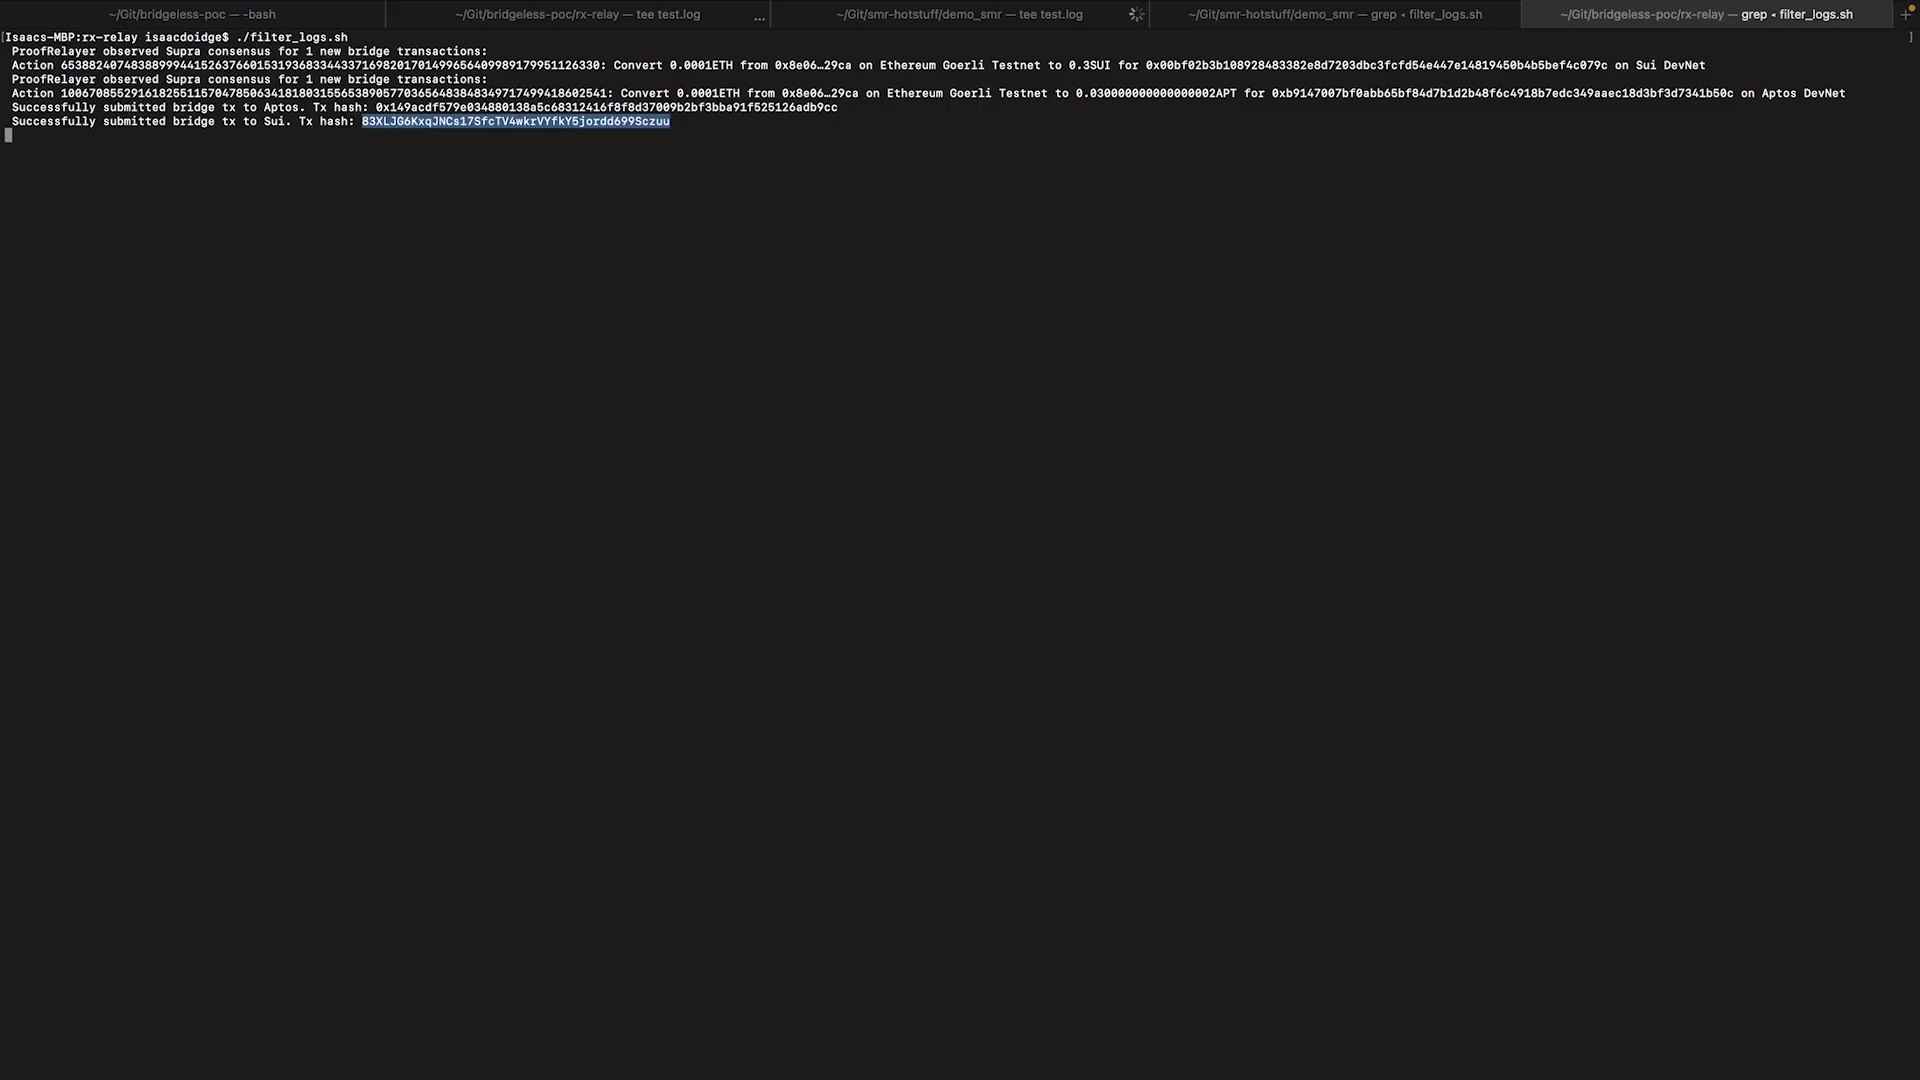 ~/Git/bridgeless-poc — -bash
~/Git/bridgeless-poc/rx-relay — tee test.log ...
~/Git/smr-hotstuff/demo_smr — tee test.log
~/Git/smr-hotstuff/demo_smr — grep ◂ filter_logs.sh
~/Git/bridgeless-poc/rx-relay — grep ◂ filter_logs.sh +
[Isaacs-MBP:rx-relay isaacdoidge$ ./filter_logs.sh ]
ProofRelayer observed Supra consensus for 1 new bridge transactions:
Action 65388240748388999441526376601531936833443371698201701499656409989179951126330: Convert 0.0001ETH from 0x8e06…29ca on Ethereum Goerli Testnet to 0.3SUI for 0x00bf02b3b108928483382e8d7203dbc3fcfd54e447e14819450b4b5bef4c079c on Sui DevNet
ProofRelayer observed Supra consensus for 1 new bridge transactions:
Action 100670855291618255115704785063418180315565389057703656483848349717499418602541: Convert 0.0001ETH from 0x8e06…29ca on Ethereum Goerli Testnet to 0.030000000000000002APT for 0xb9147007bf0abb65bf84d7b1d2b48f6c4918b7edc349aaec18d3bf3d7341b50c on Aptos DevNet
Successfully submitted bridge tx to Aptos. Tx hash: 0x149acdf579e034880138a5c68312416f8f8d37009b2bf3bba91f525126adb9cc
Successfully submitted bridge tx to Sui. Tx hash: 83XLJG6KxqJNCs17SfcTV4wkrVYfkY5jordd699Sczuu